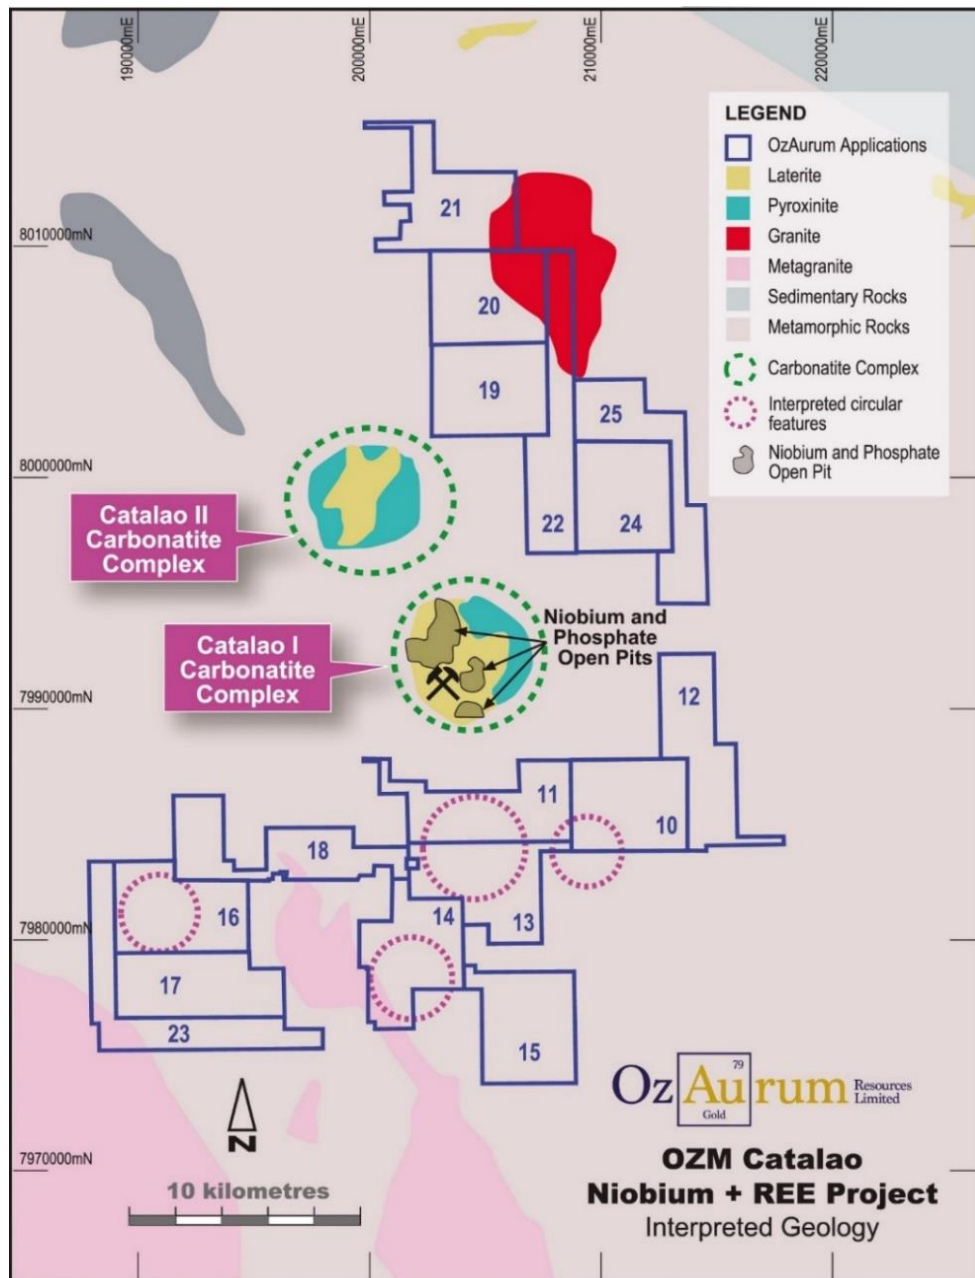 190000mE
200000mE
210000mE
220000mE
8010000mN
8000000mN
7990000mN
7980000mN
7970000mN
LEGEND
OzAurum Applications
Laterite
Pyroxinite
Granite
Metagranite
Sedimentary Rocks
Metamorphic Rocks
Carbonatite Complex
Interpreted circular
features
Niobium and Phosphate
Open Pit
21
20
19
25
22
24
Catalao II
Carbonatite
Complex
Catalao I
Carbonatite
Complex
Niobium and
Phosphate
Open Pits
12
11
10
18
16
14
13
17
23
15
N
10 kilometres
OzAurum
79
Gold
Resources
Limited
OZM Catalao
Niobium + REE Project
Interpreted Geology